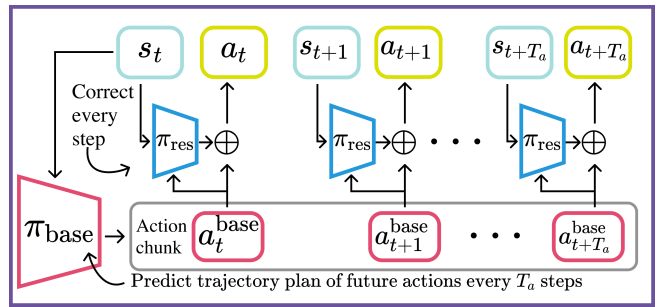 s_t a_t s_{t+1} a_{t+1} s_{t+T_a} a_{t+T_a}
Correct
every
step
π_res ⊕ π_res ⊕ · · · π_res ⊕
π_base
Action
chunk
a_t^base a_{t+1}^base · · · a_{t+T_a}^base
Predict trajectory plan of future actions every T_a steps